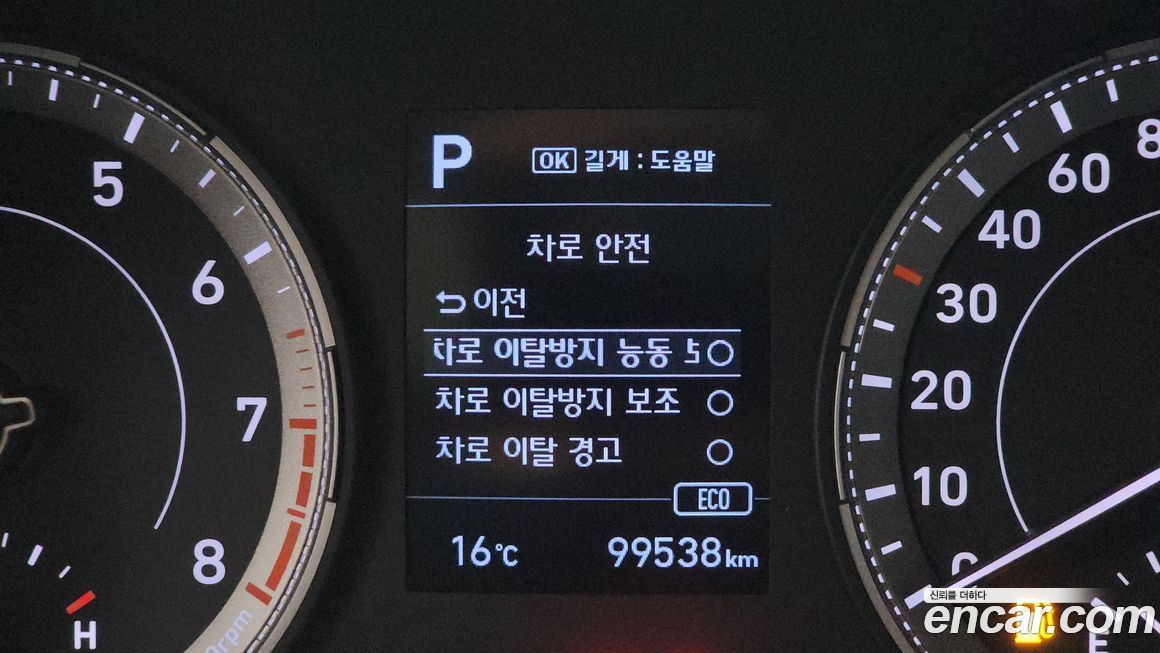 P
OK 길게 : 도움말
차로 안전
이전
차로 이탈방지 능동
차로 이탈방지 보조
차로 이탈 경고
ECO
16℃ 99538km
5
6
7
8
rpm
H
60
40
30
20
10
0
E
신뢰를 더하다
encar.com